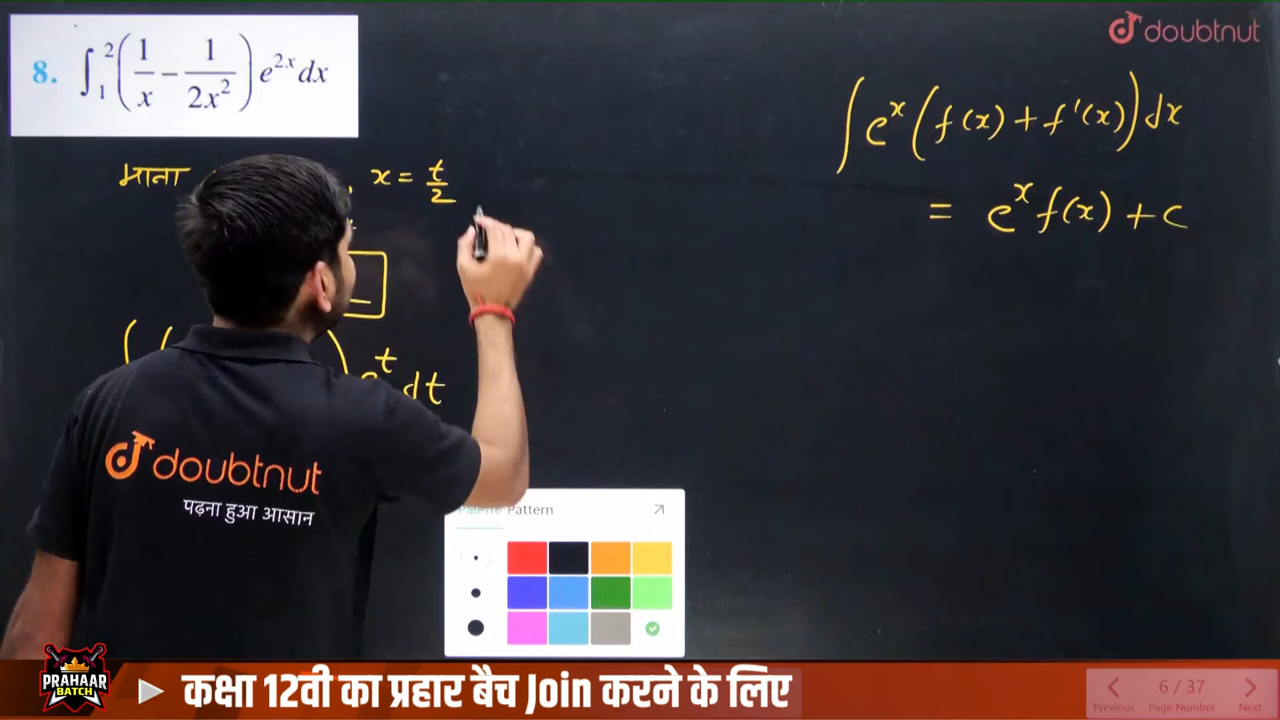 8. ∫₁² (1/x − 1/2x²) e^{2x} dx
doubtnut
∫ e^x (f(x) + f'(x)) dx
= e^x f(x) + c
माना , x = t/2
e^t dt
doubtnut
पढ़ना हुआ आसान
Palette Pattern
PRAHAAR
BATCH
कक्षा 12वी का प्रहार बैच Join करने के लिए
6 / 37
Previous Page Number Next